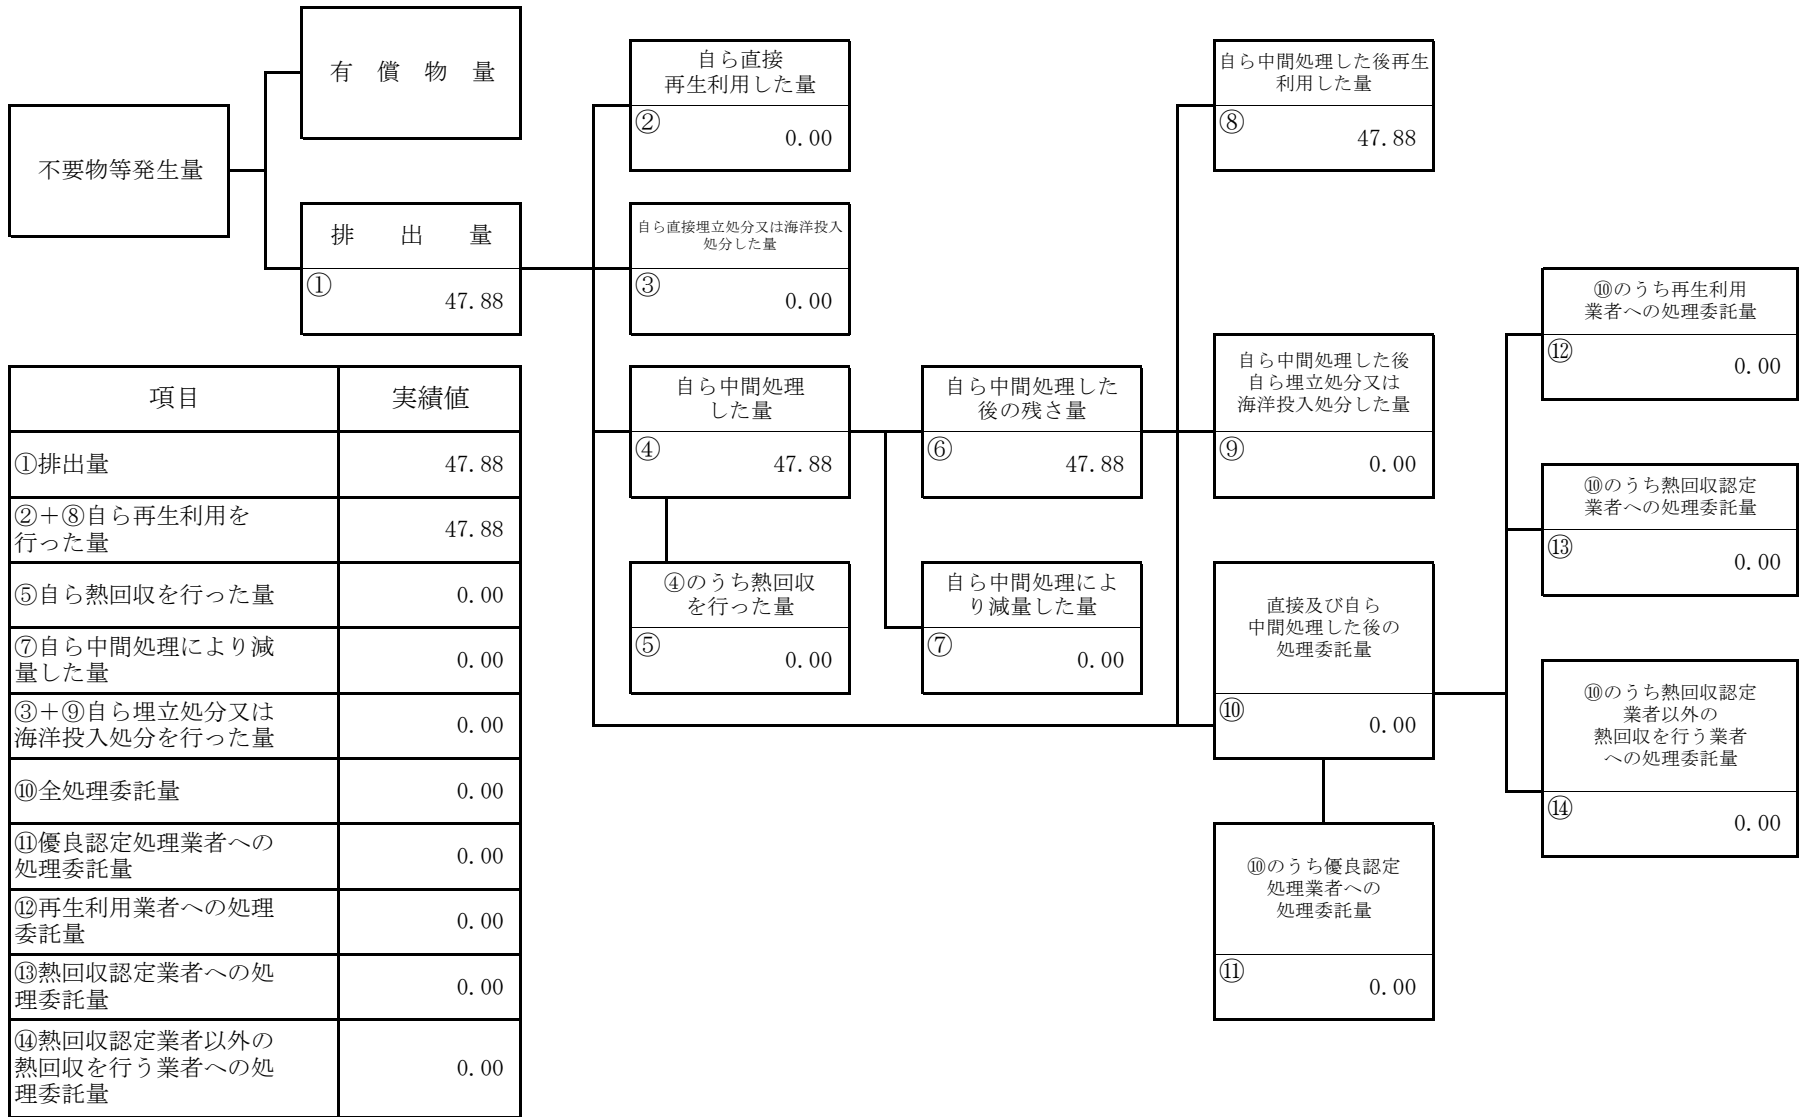 有償物量
不要物等発生量
排出量
①
47.88
自ら直接
再生利用した量
②
0.00
自ら直接埋立処分又は海洋投入
処分した量
③
0.00
自ら中間処理
した量
④
47.88
④のうち熱回収
を行った量
⑤
0.00
自ら中間処理した
後の残さ量
⑥
47.88
自ら中間処理によ
り減量した量
⑦
0.00
自ら中間処理した後再生
利用した量
⑧
47.88
自ら中間処理した後
自ら埋立処分又は
海洋投入処分した量
⑨
0.00
直接及び自ら
中間処理した後の
処理委託量
⑩
0.00
⑩のうち優良認定
処理業者への
処理委託量
⑪
0.00
⑩のうち再生利用
業者への処理委託量
⑫
0.00
⑩のうち熱回収認定
業者への処理委託量
⑬
0.00
⑩のうち熱回収認定
業者以外の
熱回収を行う業者
への処理委託量
⑭
0.00
項目 実績値
①排出量 47.88
②＋⑧自ら再生利用を
行った量 47.88
⑤自ら熱回収を行った量 0.00
⑦自ら中間処理により減
量した量 0.00
③＋⑨自ら埋立処分又は
海洋投入処分を行った量 0.00
⑩全処理委託量 0.00
⑪優良認定処理業者への
処理委託量 0.00
⑫再生利用業者への処理
委託量 0.00
⑬熱回収認定業者への処
理委託量 0.00
⑭熱回収認定業者以外の
熱回収を行う業者への処
理委託量 0.00